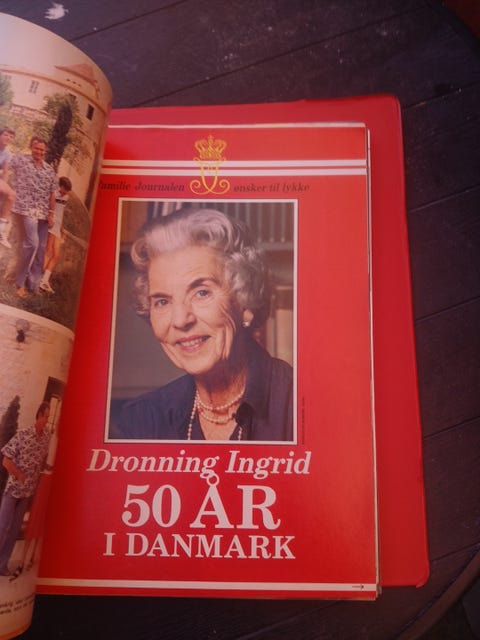 Familie Journalen ønsker til lykke
Dronning Ingrid
50 ÅR
I DANMARK